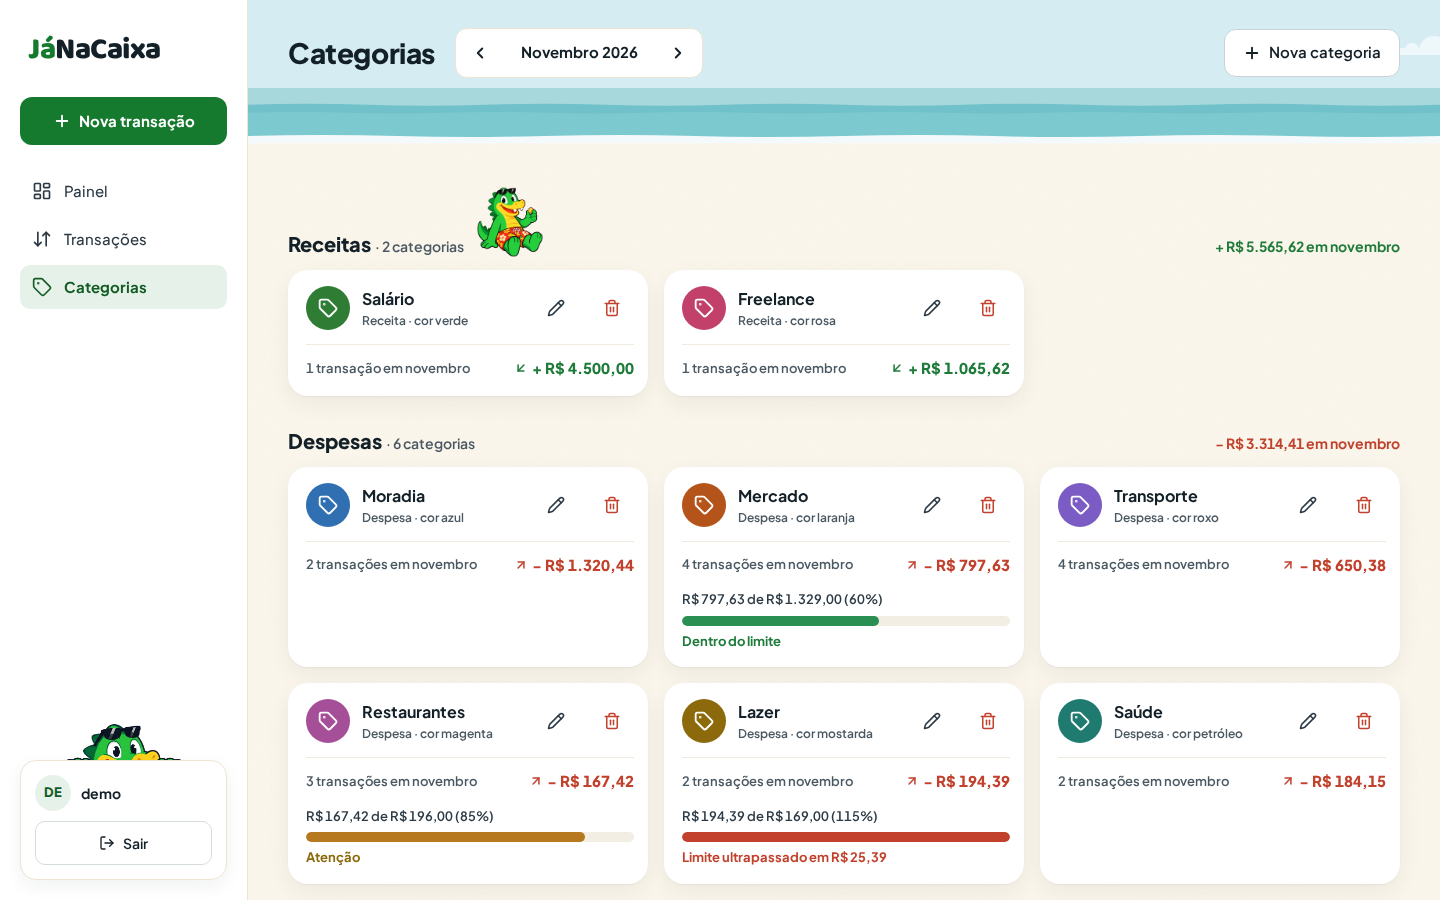 JáNaCaixa
Nova transação
Painel
Transações
Categorias
DE
demo
Sair
Categorias
Novembro 2026
Nova categoria
Receitas · 2 categorias
+ R$ 5.565,62 em novembro
Salário
Receita · cor verde
1 transação em novembro
+ R$ 4.500,00
Freelance
Receita · cor rosa
1 transação em novembro
+ R$ 1.065,62
Despesas · 6 categorias
− R$ 3.314,41 em novembro
Moradia
Despesa · cor azul
2 transações em novembro
− R$ 1.320,44
Mercado
Despesa · cor laranja
4 transações em novembro
− R$ 797,63
R$ 797,63 de R$ 1.329,00 (60%)
Dentro do limite
Transporte
Despesa · cor roxo
4 transações em novembro
− R$ 650,38
Restaurantes
Despesa · cor magenta
3 transações em novembro
− R$ 167,42
R$ 167,42 de R$ 196,00 (85%)
Atenção
Lazer
Despesa · cor mostarda
2 transações em novembro
− R$ 194,39
R$ 194,39 de R$ 169,00 (115%)
Limite ultrapassado em R$ 25,39
Saúde
Despesa · cor petróleo
2 transações em novembro
− R$ 184,15